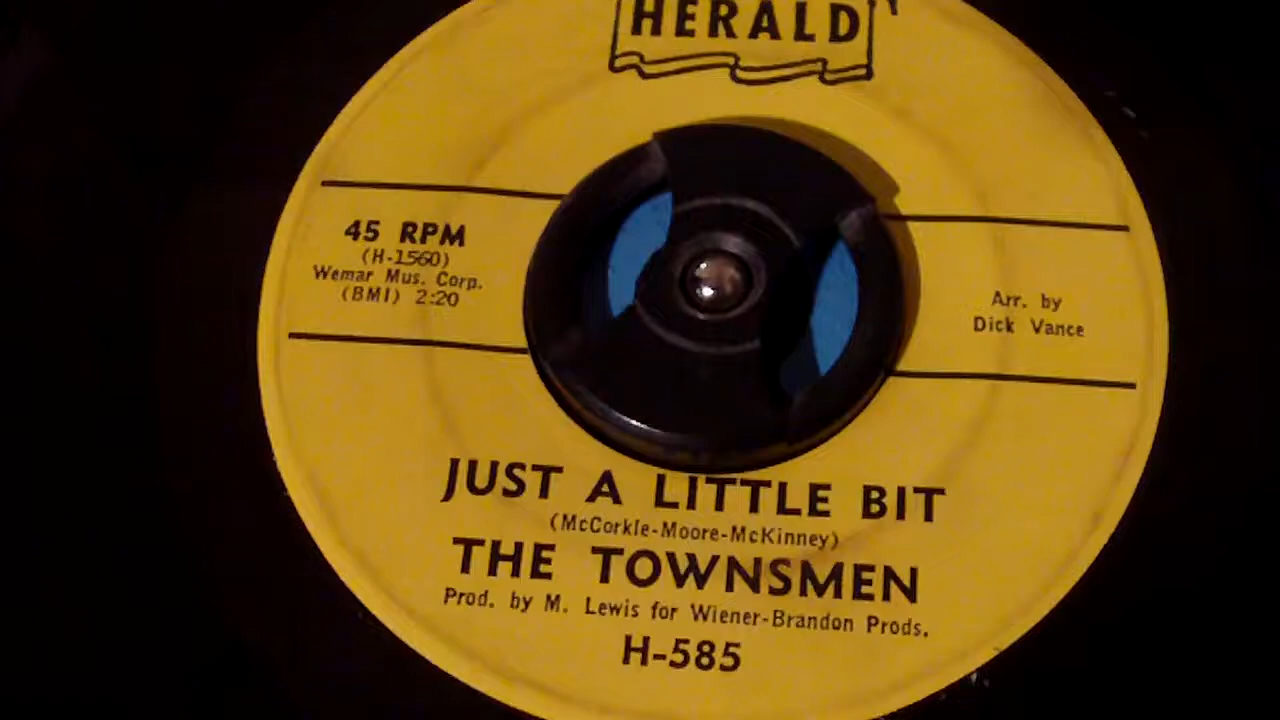 HERALD
45 RPM
(H-1560)
Wemar Mus. Corp.
(BMI) 2:20
Arr. by
Dick Vance
JUST A LITTLE BIT
(McCorkle-Moore-McKinney)
THE TOWNSMEN
Prod. by M. Lewis for Wiener-Brandon Prods.
H-585